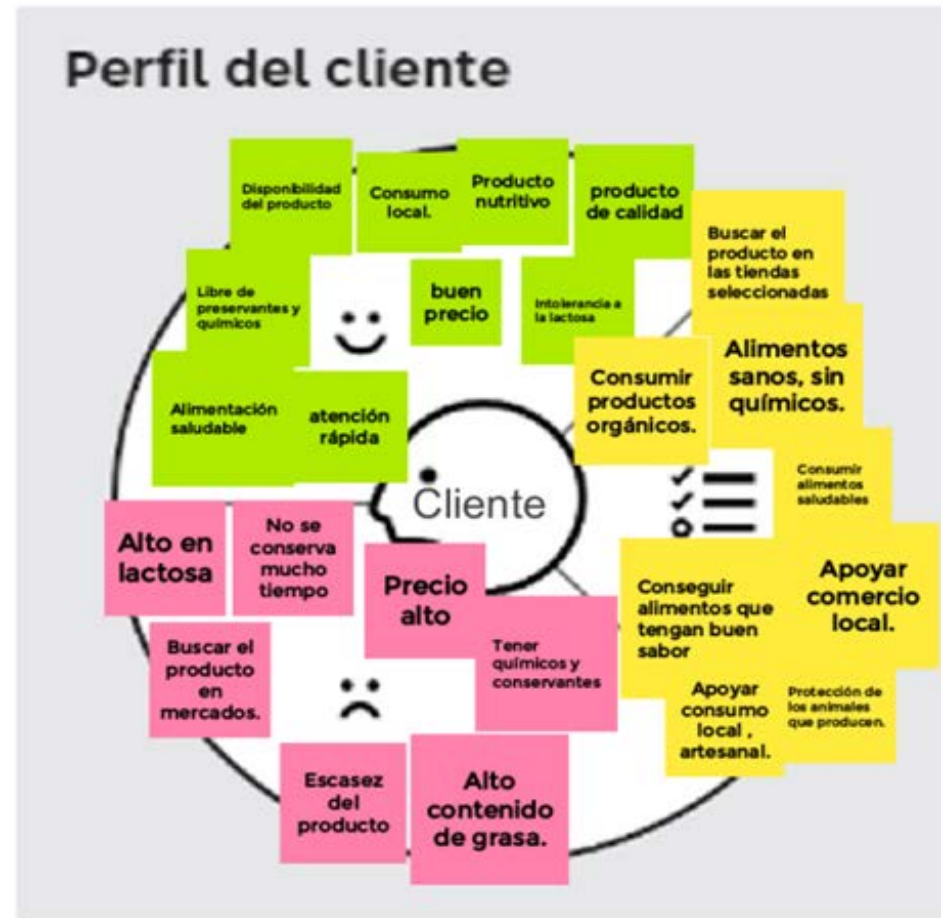 Perfil del cliente
Disponibilidad
del producto
Consumo
local.
Producto
nutritivo
producto
de calidad
Libre de
preservantes y
químicos
buen
precio
Intolerancia a
la lactosa
Alimentación
saludable
atención
rápida
Buscar el
producto en
las tiendas
seleccionadas
Consumir
productos
orgánicos.
Alimentos
sanos, sin
químicos.
Consumir
alimentos
saludables
Cliente
Conseguir
alimentos que
tengan buen
sabor
Apoyar
comercio
local.
Apoyar
consumo
local ,
artesanal.
Protección de
los animales
que producen.
Alto en
lactosa
No se
conserva
mucho
tiempo
Precio
alto
Buscar el
producto
en
mercados.
Tener
químicos y
conservantes
Escasez
del
producto
Alto
contenido
de grasa.